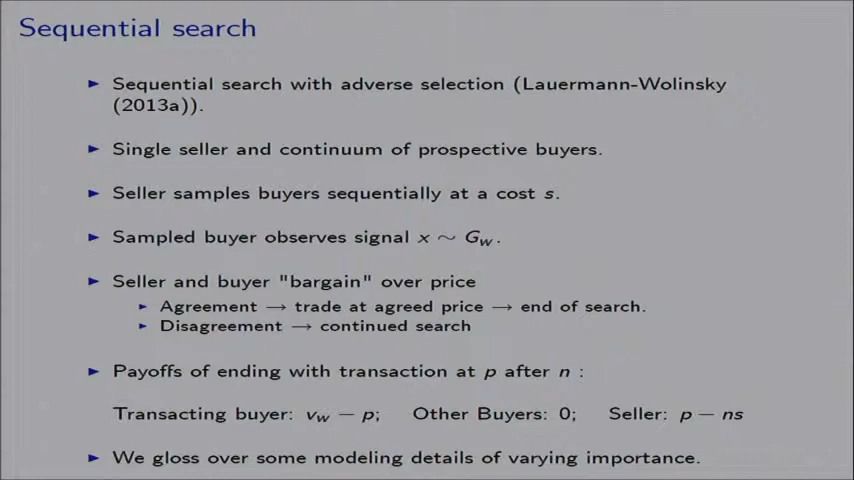 Sequential search
Sequential search with adverse selection (Lauermann-Wolinsky
(2013a)).
Single seller and continuum of prospective buyers.
Seller samples buyers sequentially at a cost s.
Sampled buyer observes signal x ∼ G_w.
Seller and buyer "bargain" over price
Agreement → trade at agreed price → end of search.
Disagreement → continued search
Payoffs of ending with transaction at p after n :
Transacting buyer: v_w − p; Other Buyers: 0; Seller: p − ns
We gloss over some modeling details of varying importance.